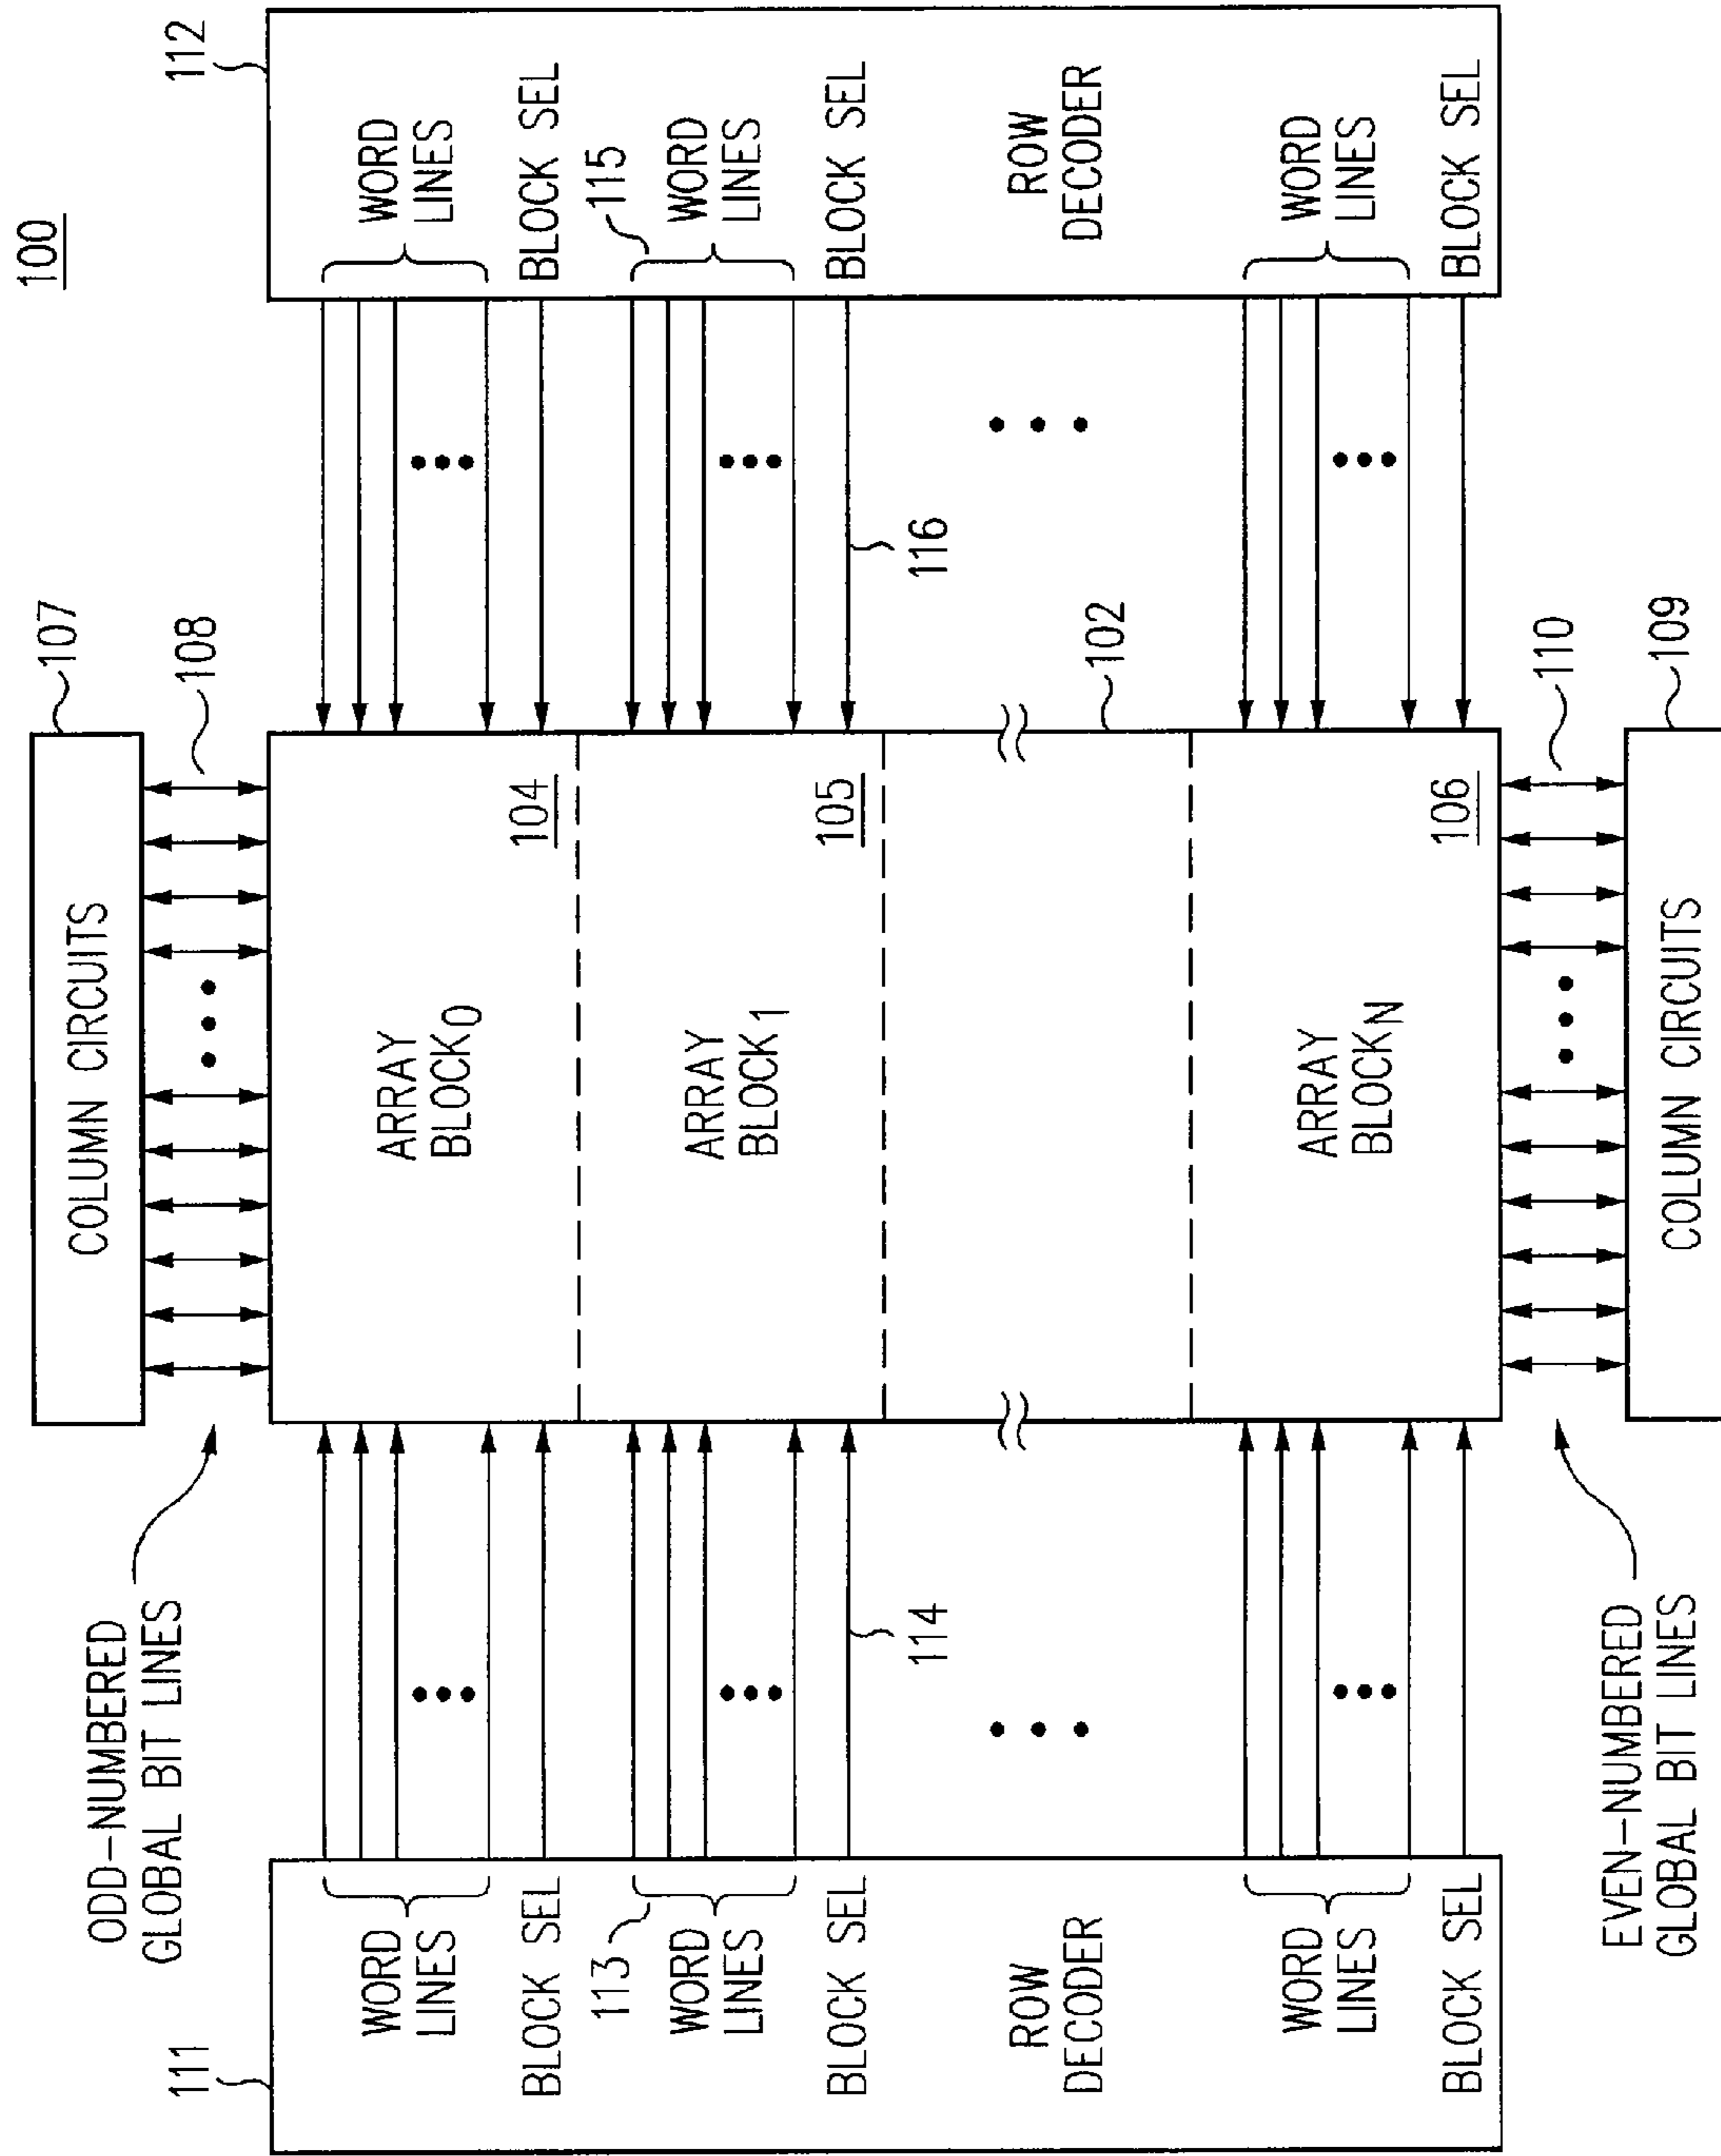 100
107
COLUMN CIRCUITS
108
ODD-NUMBERED
GLOBAL BIT LINES
111
112
WORD
LINES
BLOCK SEL
113
WORD
LINES
BLOCK SEL
114
ROW
DECODER
WORD
LINES
BLOCK SEL
ARRAY
BLOCK0
104
ARRAY
BLOCK1
105
102
ARRAY
BLOCKN
106
WORD
LINES
BLOCK SEL
115
WORD
LINES
BLOCK SEL
116
ROW
DECODER
WORD
LINES
BLOCK SEL
110
EVEN-NUMBERED
GLOBAL BIT LINES
109
COLUMN CIRCUITS